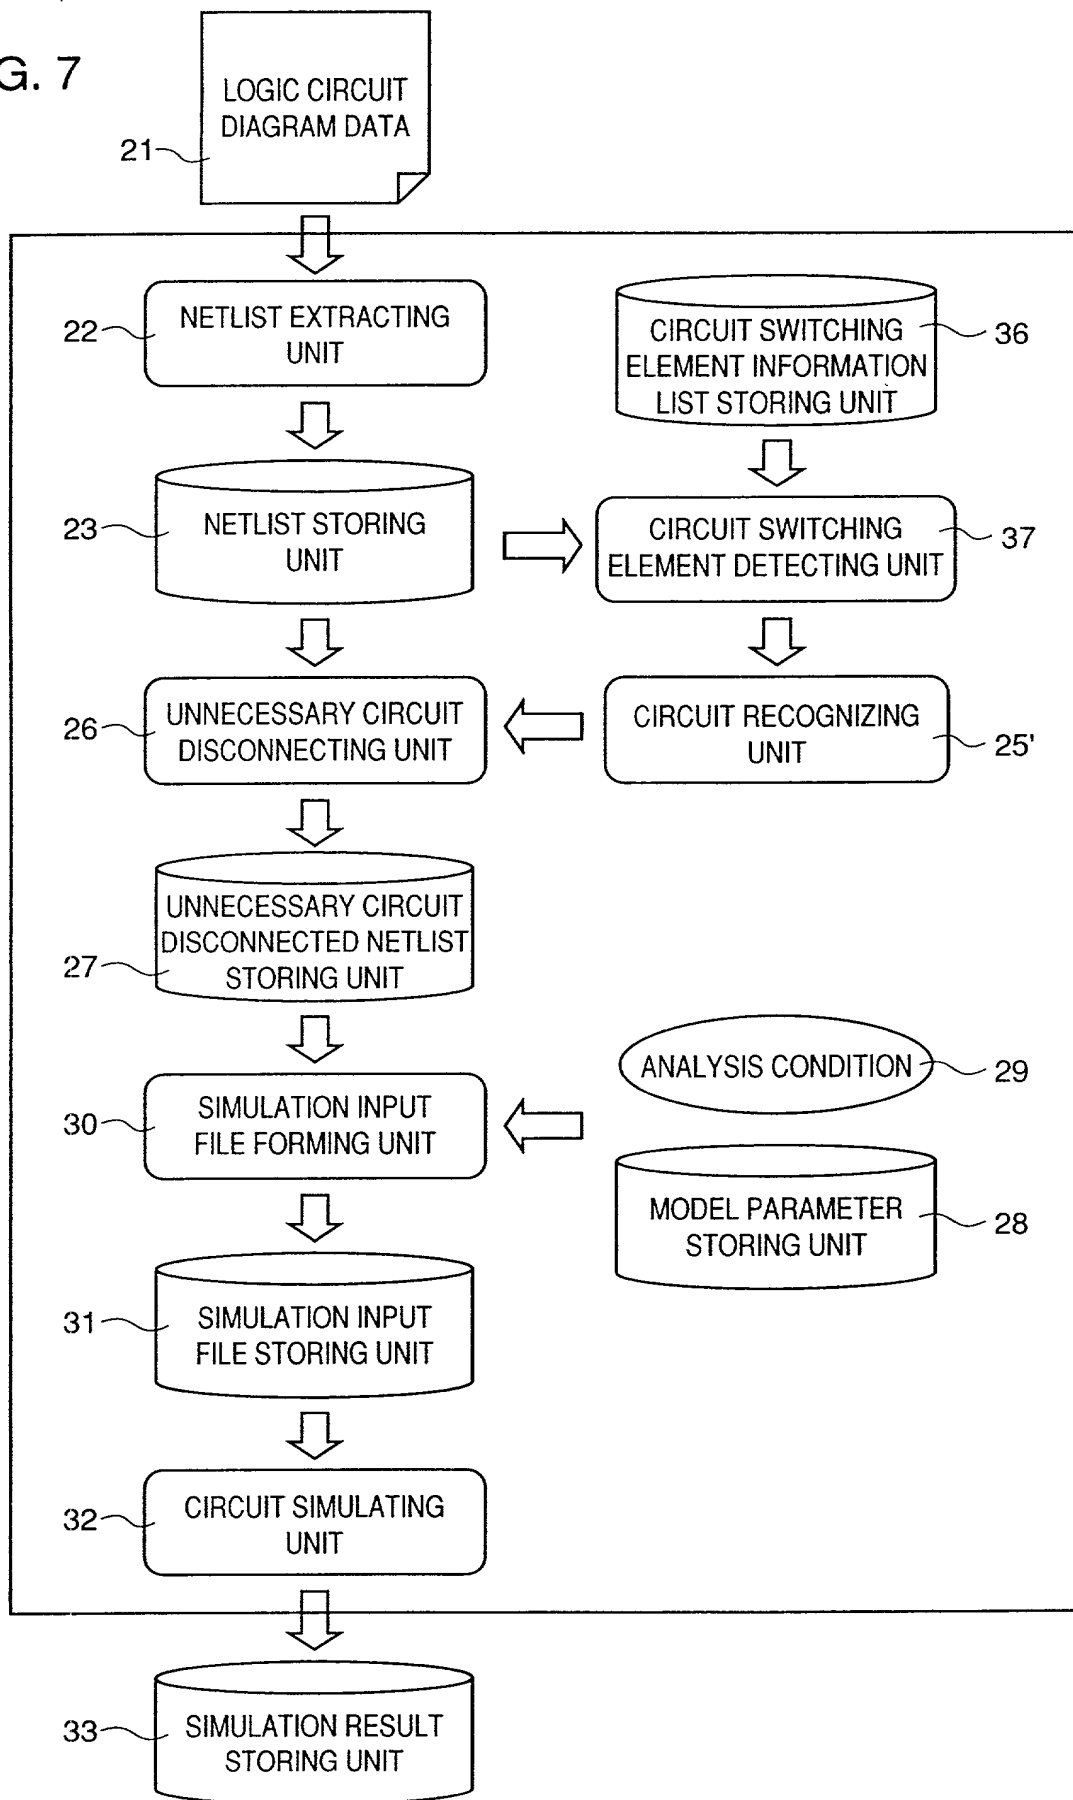 G. 7
LOGIC CIRCUIT
DIAGRAM DATA
21
NETLIST EXTRACTING
UNIT
22
CIRCUIT SWITCHING
ELEMENT INFORMATION
LIST STORING UNIT
36
NETLIST STORING
UNIT
23
CIRCUIT SWITCHING
ELEMENT DETECTING UNIT
37
UNNECESSARY CIRCUIT
DISCONNECTING UNIT
26
CIRCUIT RECOGNIZING
UNIT
25'
UNNECESSARY CIRCUIT
DISCONNECTED NETLIST
STORING UNIT
27
ANALYSIS CONDITION
29
SIMULATION INPUT
FILE FORMING UNIT
30
MODEL PARAMETER
STORING UNIT
28
SIMULATION INPUT
FILE STORING UNIT
31
CIRCUIT SIMULATING
UNIT
32
SIMULATION RESULT
STORING UNIT
33